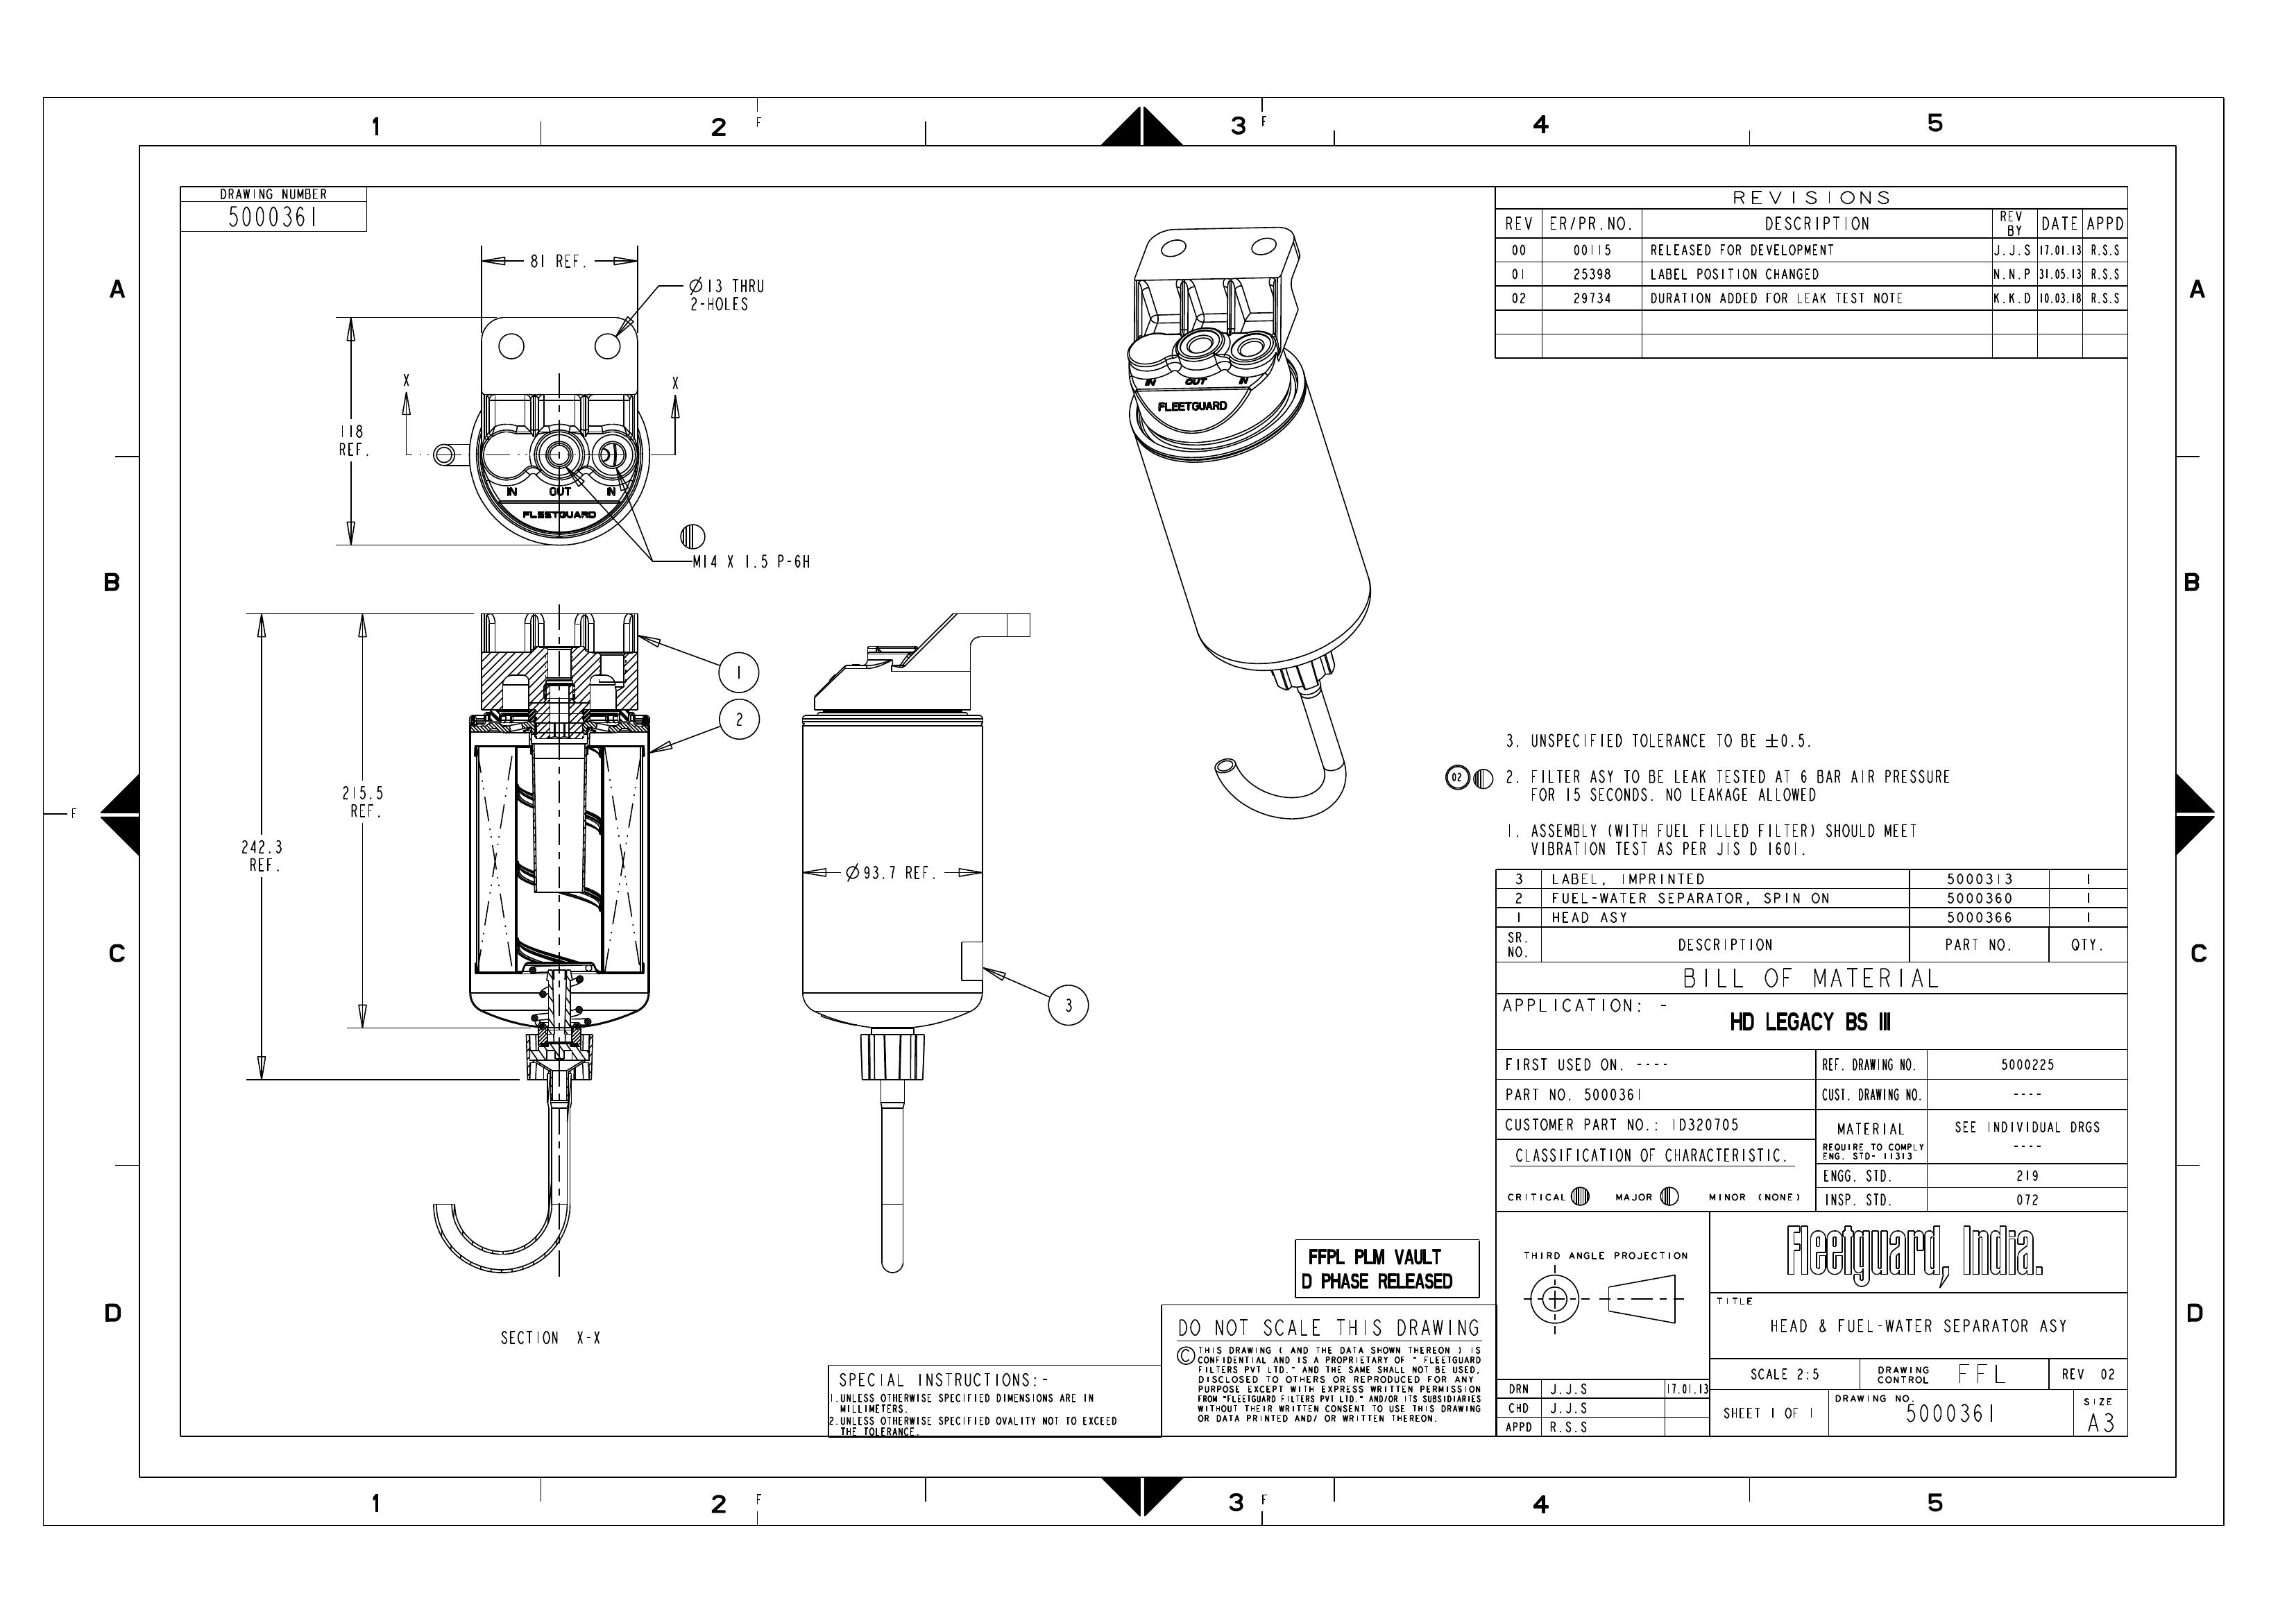 1 2 F 3 F 4 5
A
B
F
C
D
A
B
C
D
1 2 F 3 F 4 5
DRAWING NUMBER
5000361
81 REF.
Ø13 THRU
2-HOLES
118
REF.
X X
IN OUT IN
FLEETGUARD
M14 X 1.5 P-6H
IN OUT IN
FLEETGUARD
1
2
215.5
REF.
242.3
REF.
Ø93.7 REF.
3
SECTION X-X
REVISIONS
REV ER/PR.NO. DESCRIPTION REV BY DATE APPD
00 00115 RELEASED FOR DEVELOPMENT J.J.S 17.01.13 R.S.S
01 25398 LABEL POSITION CHANGED N.N.P 31.05.13 R.S.S
02 29734 DURATION ADDED FOR LEAK TEST NOTE K.K.D 10.03.18 R.S.S
3. UNSPECIFIED TOLERANCE TO BE ±0.5.
02 2. FILTER ASY TO BE LEAK TESTED AT 6 BAR AIR PRESSURE
FOR 15 SECONDS. NO LEAKAGE ALLOWED
1. ASSEMBLY (WITH FUEL FILLED FILTER) SHOULD MEET
VIBRATION TEST AS PER JIS D 1601.
3 LABEL, IMPRINTED 5000313 1
2 FUEL-WATER SEPARATOR, SPIN ON 5000360 1
1 HEAD ASY 5000366 1
SR. NO. DESCRIPTION PART NO. QTY.
BILL OF MATERIAL
APPLICATION: -
HD LEGACY BS III
FIRST USED ON. ----
REF. DRAWING NO. 5000225
PART NO. 5000361
CUST. DRAWING NO. ----
CUSTOMER PART NO.: ID320705
MATERIAL SEE INDIVIDUAL DRGS
REQUIRE TO COMPLY ----
ENG. STD- 11313
CLASSIFICATION OF CHARACTERISTIC.
ENGG. STD. 219
CRITICAL MAJOR MINOR (NONE)
INSP. STD. 072
THIRD ANGLE PROJECTION
Fleetguard, India.
TITLE
HEAD & FUEL-WATER SEPARATOR ASY
SCALE 2:5 DRAWING CONTROL FFL REV 02
DRN J.J.S 17.01.13
CHD J.J.S
APPD R.S.S
SHEET 1 OF 1 DRAWING NO. 5000361 SIZE A3
FFPL PLM VAULT
D PHASE RELEASED
DO NOT SCALE THIS DRAWING
© THIS DRAWING ( AND THE DATA SHOWN THEREON ) IS
CONFIDENTIAL AND IS A PROPRIETARY OF " FLEETGUARD
FILTERS PVT LTD." AND THE SAME SHALL NOT BE USED,
DISCLOSED TO OTHERS OR REPRODUCED FOR ANY
PURPOSE EXCEPT WITH EXPRESS WRITTEN PERMISSION
FROM "FLEETGUARD FILTERS PVT LTD." AND/OR ITS SUBSIDIARIES
WITHOUT THEIR WRITTEN CONSENT TO USE THIS DRAWING
OR DATA PRINTED AND/ OR WRITTEN THEREON.
SPECIAL INSTRUCTIONS:-
1.UNLESS OTHERWISE SPECIFIED DIMENSIONS ARE IN
MILLIMETERS.
2.UNLESS OTHERWISE SPECIFIED OVALITY NOT TO EXCEED
THE TOLERANCE.